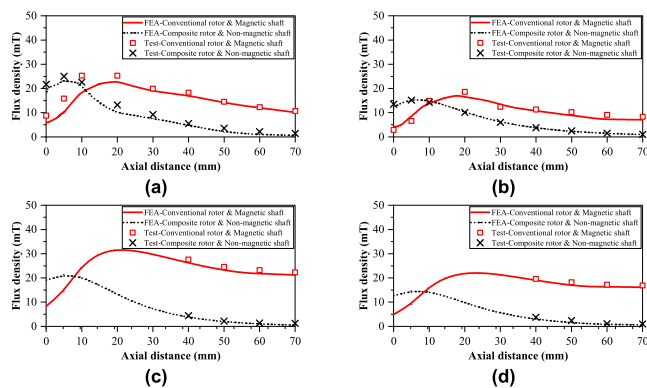 50
40
30
20
10
0
Flux density (mT)
FEA-Conventional rotor & Magnetic shaft
FEA-Composite rotor & Non-magnetic shaft
Test-Conventional rotor & Magnetic shaft
Test-Composite rotor & Non-magnetic shaft
0 10 20 30 40 50 60 70
Axial distance (mm)
(a)
50
40
30
20
10
0
Flux density (mT)
FEA-Conventional rotor & Magnetic shaft
FEA-Composite rotor & Non-magnetic shaft
Test-Conventional rotor & Magnetic shaft
Test-Composite rotor & Non-magnetic shaft
0 10 20 30 40 50 60 70
Axial distance (mm)
(b)
50
40
30
20
10
0
Flux density (mT)
FEA-Conventional rotor & Magnetic shaft
FEA-Composite rotor & Non-magnetic shaft
Test-Conventional rotor & Magnetic shaft
Test-Composite rotor & Non-magnetic shaft
0 10 20 30 40 50 60 70
Axial distance (mm)
(c)
50
40
30
20
10
0
Flux density (mT)
FEA-Conventional rotor & Magnetic shaft
FEA-Composite rotor & Non-magnetic shaft
Test-Conventional rotor & Magnetic shaft
Test-Composite rotor & Non-magnetic shaft
0 10 20 30 40 50 60 70
Axial distance (mm)
(d)